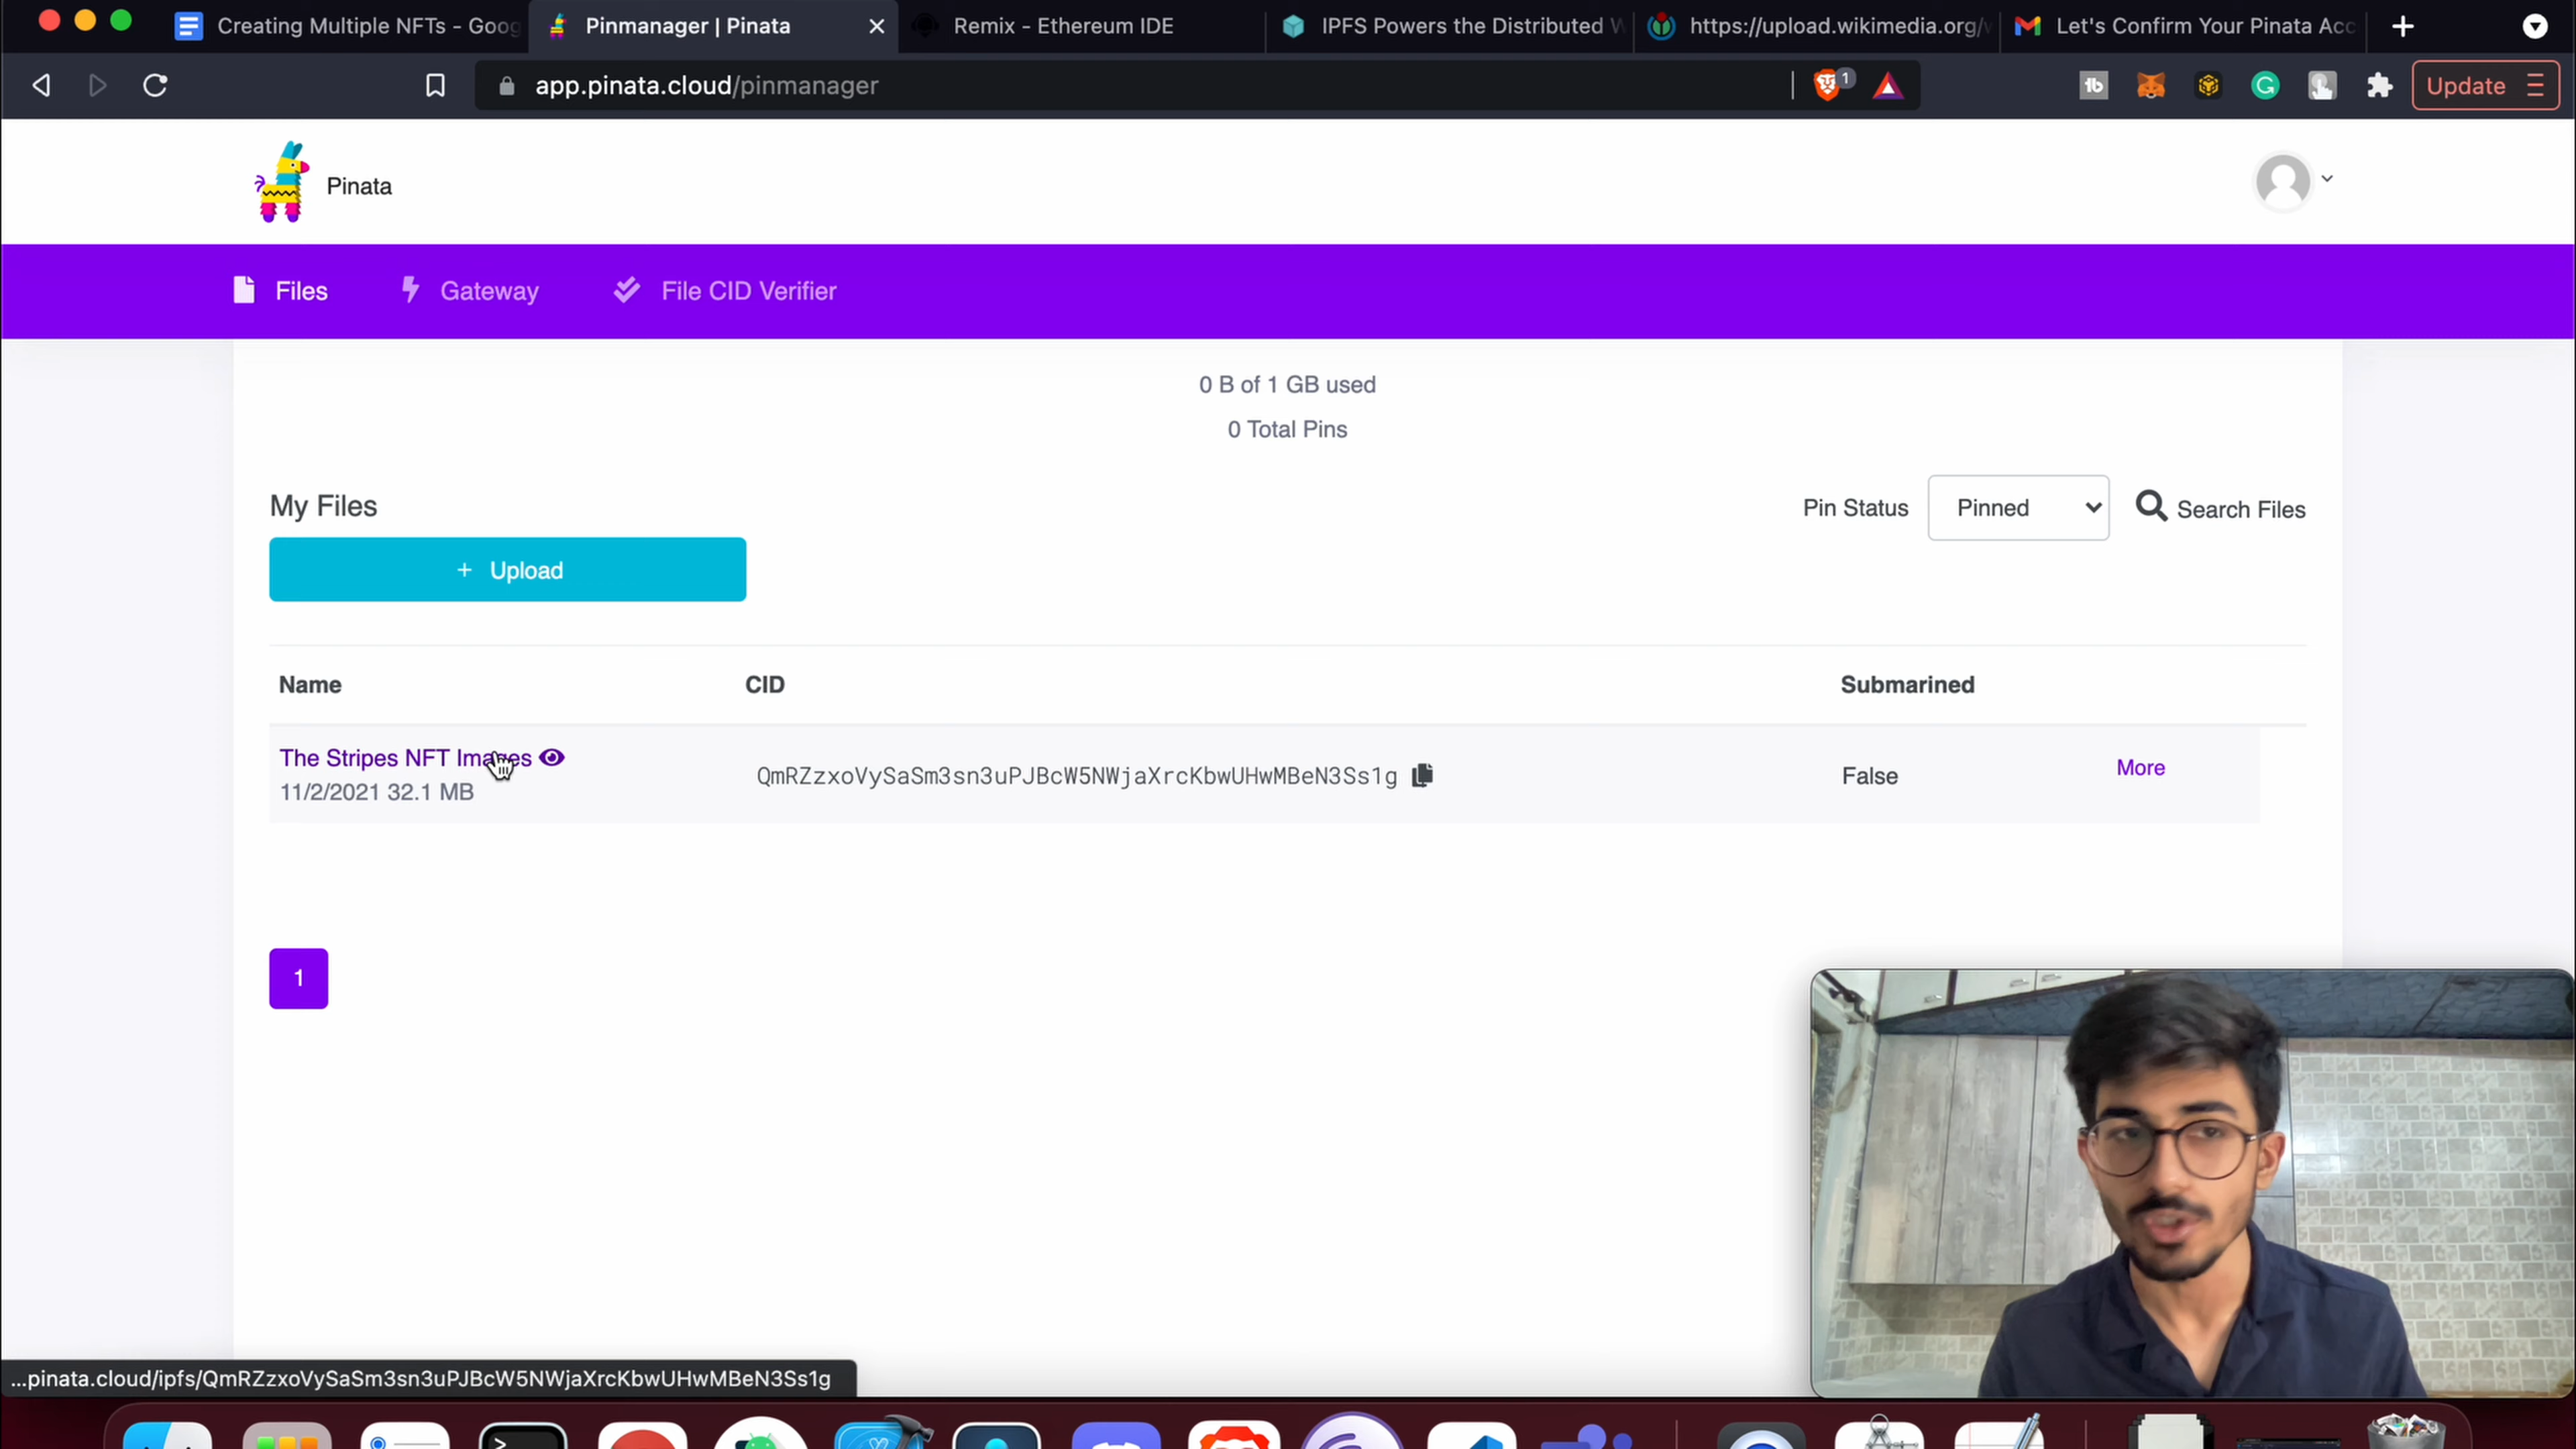 Creating Multiple NFTs - Goog
Pinmanager | Pinata
Remix - Ethereum IDE
IPFS Powers the Distributed W
https://upload.wikimedia.org/w
Let's Confirm Your Pinata Acc
app.pinata.cloud/pinmanager
1
tb
Update
Pinata
Files
Gateway
File CID Verifier
0 B of 1 GB used
0 Total Pins
My Files
Pin Status
Pinned
Search Files
+ Upload
Name
CID
Submarined
The Stripes NFT Images
11/2/2021 32.1 MB
QmRZzxoVySaSm3sn3uPJBcW5NWjaXrcKbwUHwMBeN3Ss1g
False
More
1
...pinata.cloud/ipfs/QmRZzxoVySaSm3sn3uPJBcW5NWjaXrcKbwUHwMBeN3Ss1g